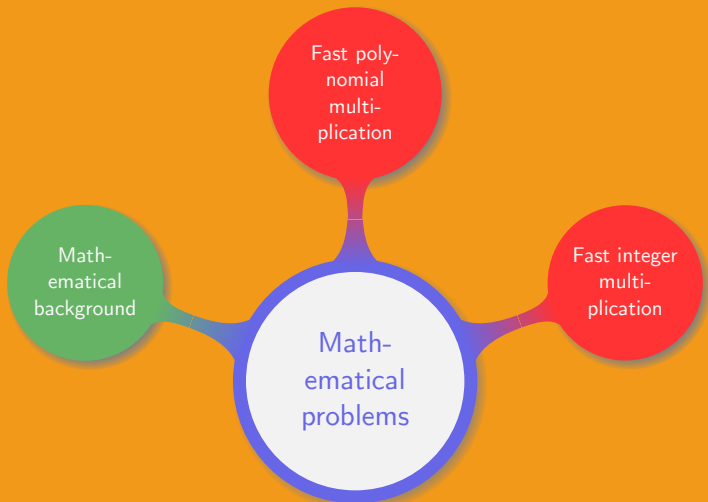 Fast poly-
nomial
multi-
plication
Math-
ematical
background
Fast integer
multi-
plication
Math-
ematical
problems